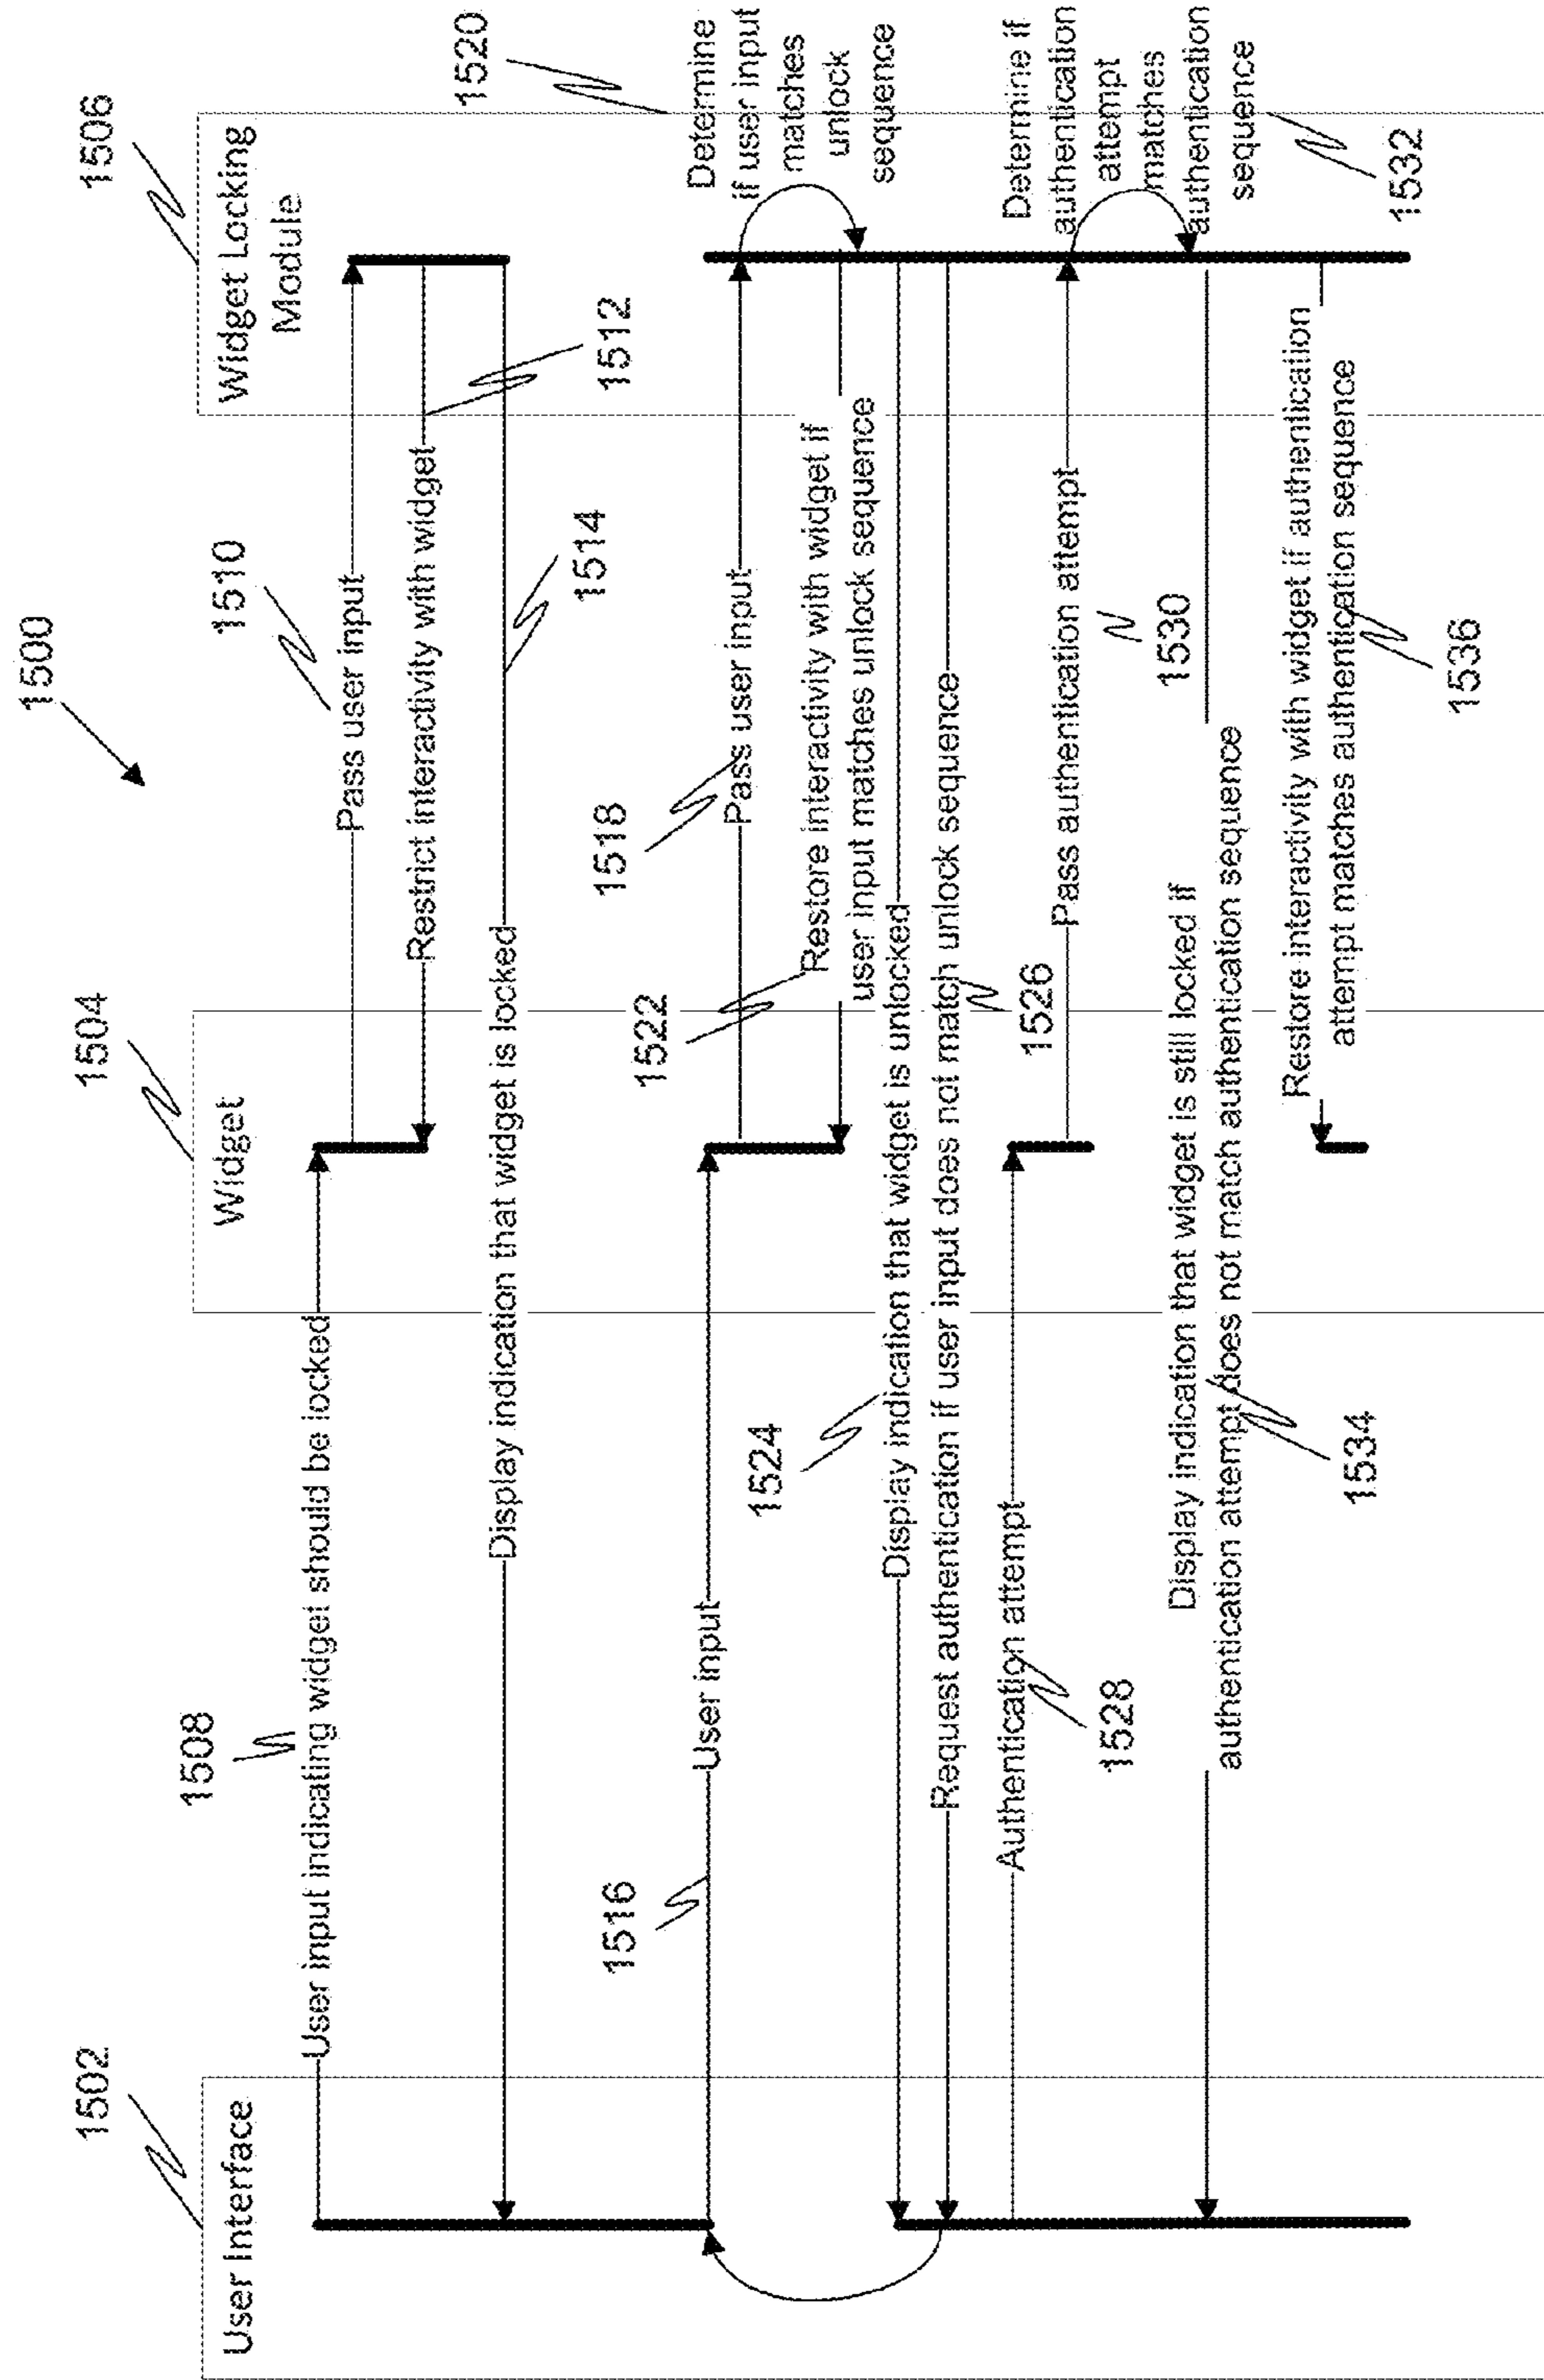 1500
1502
1504
1506
User Interface
Widget
Widget Locking
Module
1508
User input indicating widget should be locked
1510
Pass user input
Restrict interactivity with widget
1512
Display indication that widget is locked
1514
1516
User input
1518
Pass user input
1520
Determine
if user input
matches
unlock
sequence
1522
Restore interactivity with widget if
user input matches unlock sequence
1524
Display indication that widget is unlocked
Request authentication if user input does not match unlock sequence
1526
Authentication attempt
1528
Pass authentication attempt
1530
Determine if
authentication
attempt
matches
authentication
sequence
1532
Display indication that widget is still locked if
authentication attempt does not match authentication sequence
1534
Restore interactivity with widget if authentication
attempt matches authentication sequence
1536